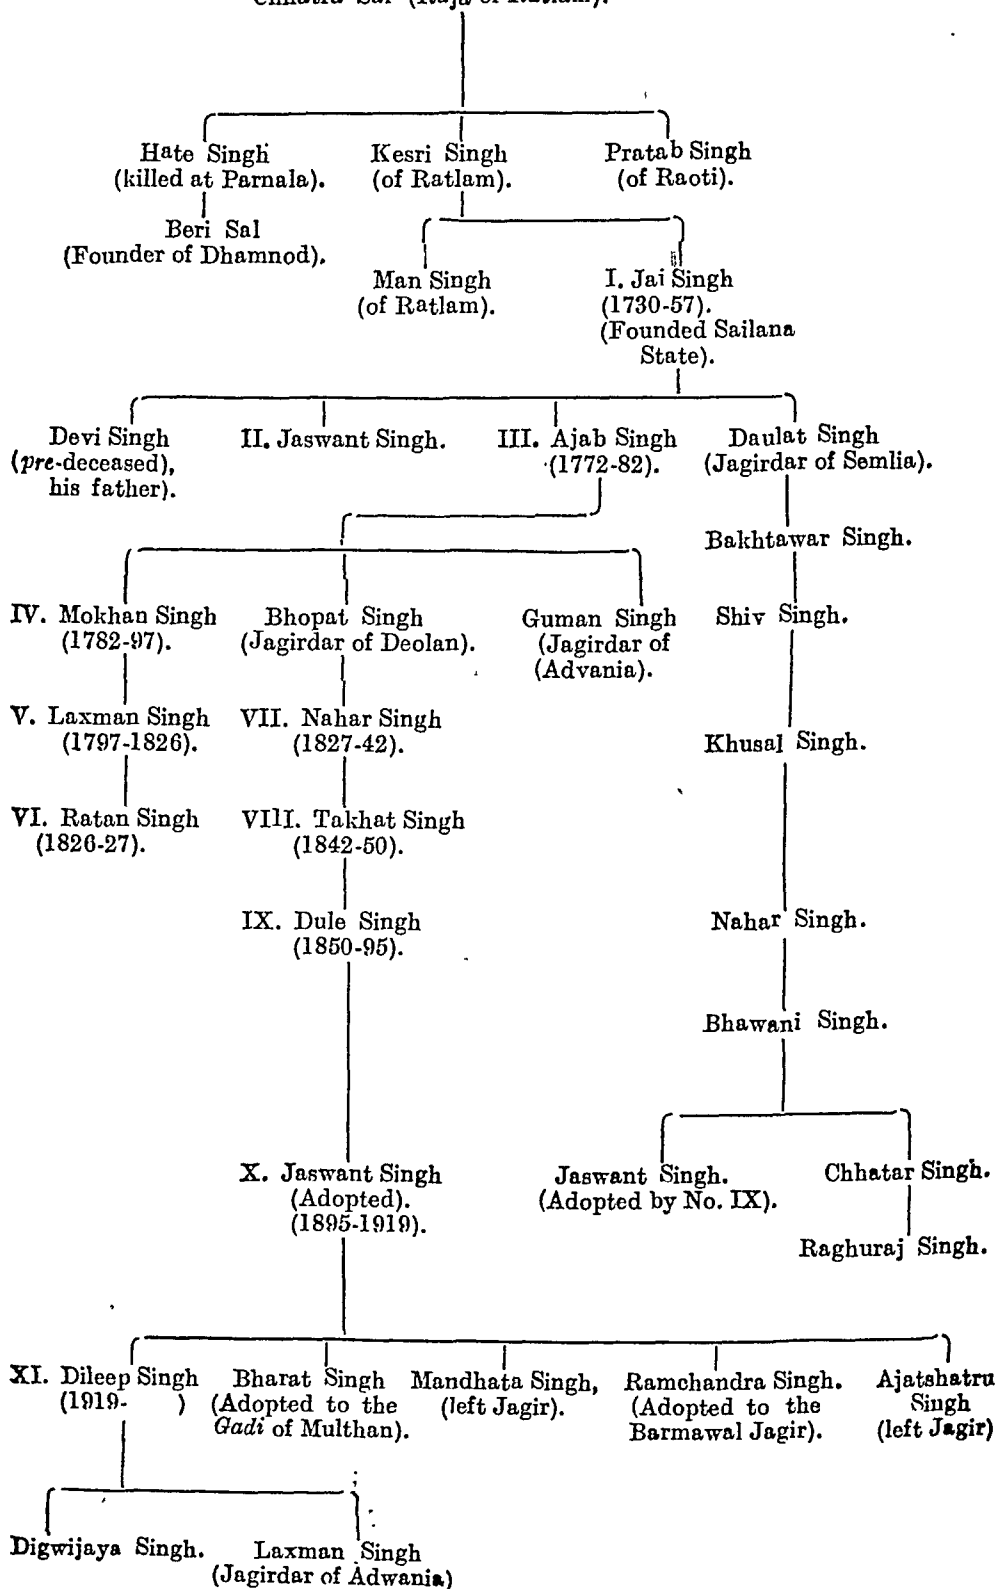 Chhatra Sal (Raja of Ratlam).
Hate Singh
(killed at Parnala).
Kesri Singh
(of Ratlam).
Pratab Singh
(of Raoti).
Beri Sal
(Founder of Dhamnod).
Man Singh
(of Ratlam).
I. Jai Singh
(1730-57).
(Founded Sailana
State).
Devi Singh
(pre-deceased),
his father).
II. Jaswant Singh.
III. Ajab Singh
(1772-82).
Daulat Singh
(Jagirdar of Semlia).
Bakhtawar Singh.
IV. Mokhan Singh
(1782-97).
Bhopat Singh
(Jagirdar of Deolan).
Guman Singh
(Jagirdar of
(Advania).
Shiv Singh.
V. Laxman Singh
(1797-1826).
VII. Nahar Singh
(1827-42).
Khusal Singh.
VI. Ratan Singh
(1826-27).
VIII. Takhat Singh
(1842-50).
IX. Dule Singh
(1850-95).
Nahar Singh.
Bhawani Singh.
X. Jaswant Singh
(Adopted).
(1895-1919).
Jaswant Singh.
(Adopted by No. IX).
Chhatar Singh.
Raghuraj Singh.
XI. Dileep Singh
(1919- )
Bharat Singh
(Adopted to the
Gadi of Multhan).
Mandhata Singh,
(left Jagir).
Ramchandra Singh.
(Adopted to the
Barmawal Jagir).
Ajatshatru
Singh
(left Jagir)
Digwijaya Singh.
Laxman Singh
(Jagirdar of Adwania)